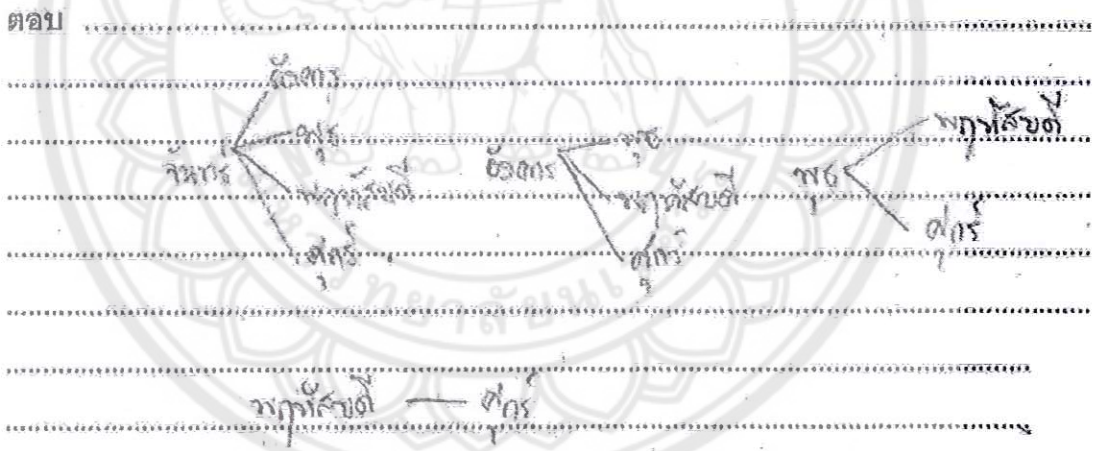 ตอบ
อังคาร
จันทร์ พุธ อังคาร พุธ พุธ พฤหัสบดี
พฤหัสบดี พฤหัสบดี
ศุกร์ ศุกร์ ศุกร์
พฤหัสบดี — ศุกร์